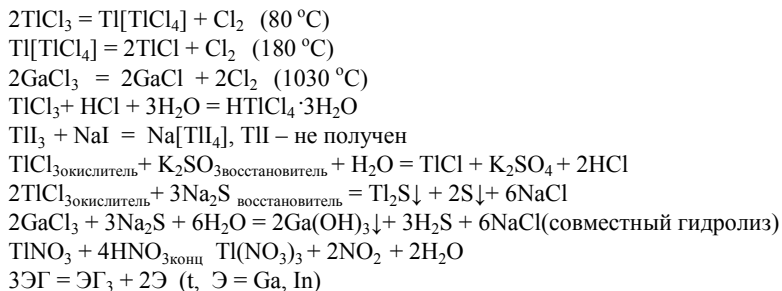 2TlCl₃ = Tl[TlCl₄] + Cl₂ (80 ⁰C)
Tl[TlCl₄] = 2TlCl + Cl₂ (180 ⁰C)
2GaCl₃ = 2GaCl + 2Cl₂ (1030 ⁰C)
TlCl₃+ HCl + 3H₂O = HTlCl₄·3H₂O
TlI₃ + NaI = Na[TlI₄], TlI – не получен
TlCl₃окислитель+ K₂SO₃восстановитель + H₂O = TlCl + K₂SO₄ + 2HCl
2TlCl₃окислитель+ 3Na₂S восстановитель = Tl₂S↓ + 2S↓+ 6NaCl
2GaCl₃ + 3Na₂S + 6H₂O = 2Ga(OH)₃↓+ 3H₂S + 6NaCl(совместный гидролиз)
TlNO₃ + 4HNO₃конц Tl(NO₃)₃ + 2NO₂ + 2H₂O
3ЭГ = ЭГ₃ + 2Э (t, Э = Ga, In)